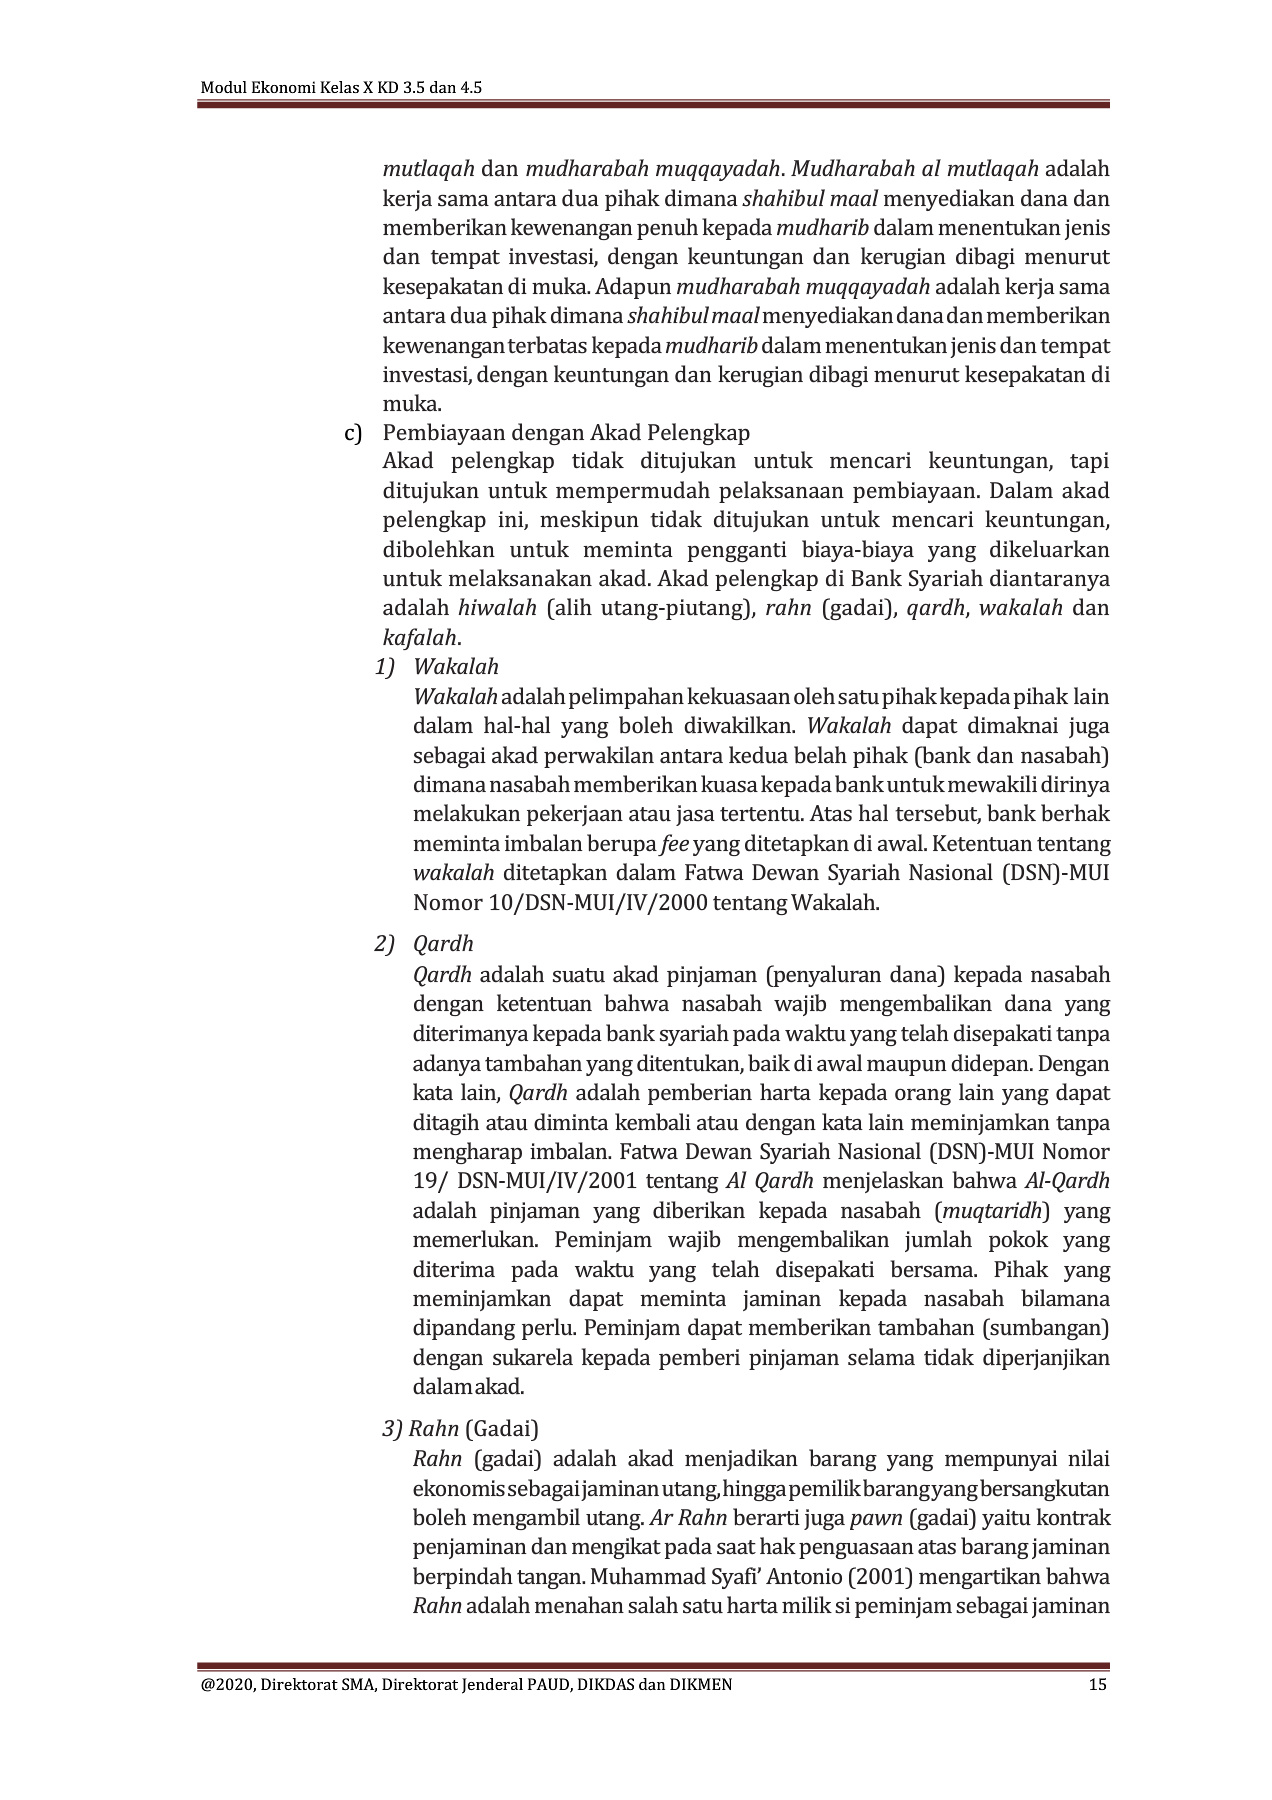 Modul Ekonomi Kelas X KD 3.5 dan 4.5
mutlaqah dan mudharabah muqqayadah. Mudharabah al mutlaqah adalah
kerja sama antara dua pihak dimana shahibul maal menyediakan dana dan
memberikan kewenangan penuh kepada mudharib dalam menentukan jenis
dan tempat investasi, dengan keuntungan dan kerugian dibagi menurut
kesepakatan di muka. Adapun mudharabah muqqayadah adalah kerja sama
antara dua pihak dimana shahibul maal menyediakan dana dan memberikan
kewenangan terbatas kepada mudharib dalam menentukan jenis dan tempat
investasi, dengan keuntungan dan kerugian dibagi menurut kesepakatan di
muka.
c) Pembiayaan dengan Akad Pelengkap
Akad pelengkap tidak ditujukan untuk mencari keuntungan, tapi
ditujukan untuk mempermudah pelaksanaan pembiayaan. Dalam akad
pelengkap ini, meskipun tidak ditujukan untuk mencari keuntungan,
dibolehkan untuk meminta pengganti biaya-biaya yang dikeluarkan
untuk melaksanakan akad. Akad pelengkap di Bank Syariah diantaranya
adalah hiwalah (alih utang-piutang), rahn (gadai), qardh, wakalah dan
kafalah.
1) Wakalah
Wakalah adalah pelimpahan kekuasaan oleh satu pihak kepada pihak lain
dalam hal-hal yang boleh diwakilkan. Wakalah dapat dimaknai juga
sebagai akad perwakilan antara kedua belah pihak (bank dan nasabah)
dimana nasabah memberikan kuasa kepada bank untuk mewakili dirinya
melakukan pekerjaan atau jasa tertentu. Atas hal tersebut, bank berhak
meminta imbalan berupa fee yang ditetapkan di awal. Ketentuan tentang
wakalah ditetapkan dalam Fatwa Dewan Syariah Nasional (DSN)-MUI
Nomor 10/DSN-MUI/IV/2000 tentang Wakalah.
2) Qardh
Qardh adalah suatu akad pinjaman (penyaluran dana) kepada nasabah
dengan ketentuan bahwa nasabah wajib mengembalikan dana yang
diterimanya kepada bank syariah pada waktu yang telah disepakati tanpa
adanya tambahan yang ditentukan, baik di awal maupun didepan. Dengan
kata lain, Qardh adalah pemberian harta kepada orang lain yang dapat
ditagih atau diminta kembali atau dengan kata lain meminjamkan tanpa
mengharap imbalan. Fatwa Dewan Syariah Nasional (DSN)-MUI Nomor
19/ DSN-MUI/IV/2001 tentang Al Qardh menjelaskan bahwa Al-Qardh
adalah pinjaman yang diberikan kepada nasabah (muqtaridh) yang
memerlukan. Peminjam wajib mengembalikan jumlah pokok yang
diterima pada waktu yang telah disepakati bersama. Pihak yang
meminjamkan dapat meminta jaminan kepada nasabah bilamana
dipandang perlu. Peminjam dapat memberikan tambahan (sumbangan)
dengan sukarela kepada pemberi pinjaman selama tidak diperjanjikan
dalam akad.
3) Rahn (Gadai)
Rahn (gadai) adalah akad menjadikan barang yang mempunyai nilai
ekonomis sebagai jaminan utang, hingga pemilik barang yang bersangkutan
boleh mengambil utang. Ar Rahn berarti juga pawn (gadai) yaitu kontrak
penjaminan dan mengikat pada saat hak penguasaan atas barang jaminan
berpindah tangan. Muhammad Syafi’ Antonio (2001) mengartikan bahwa
Rahn adalah menahan salah satu harta milik si peminjam sebagai jaminan
@2020, Direktorat SMA, Direktorat Jenderal PAUD, DIKDAS dan DIKMEN 15